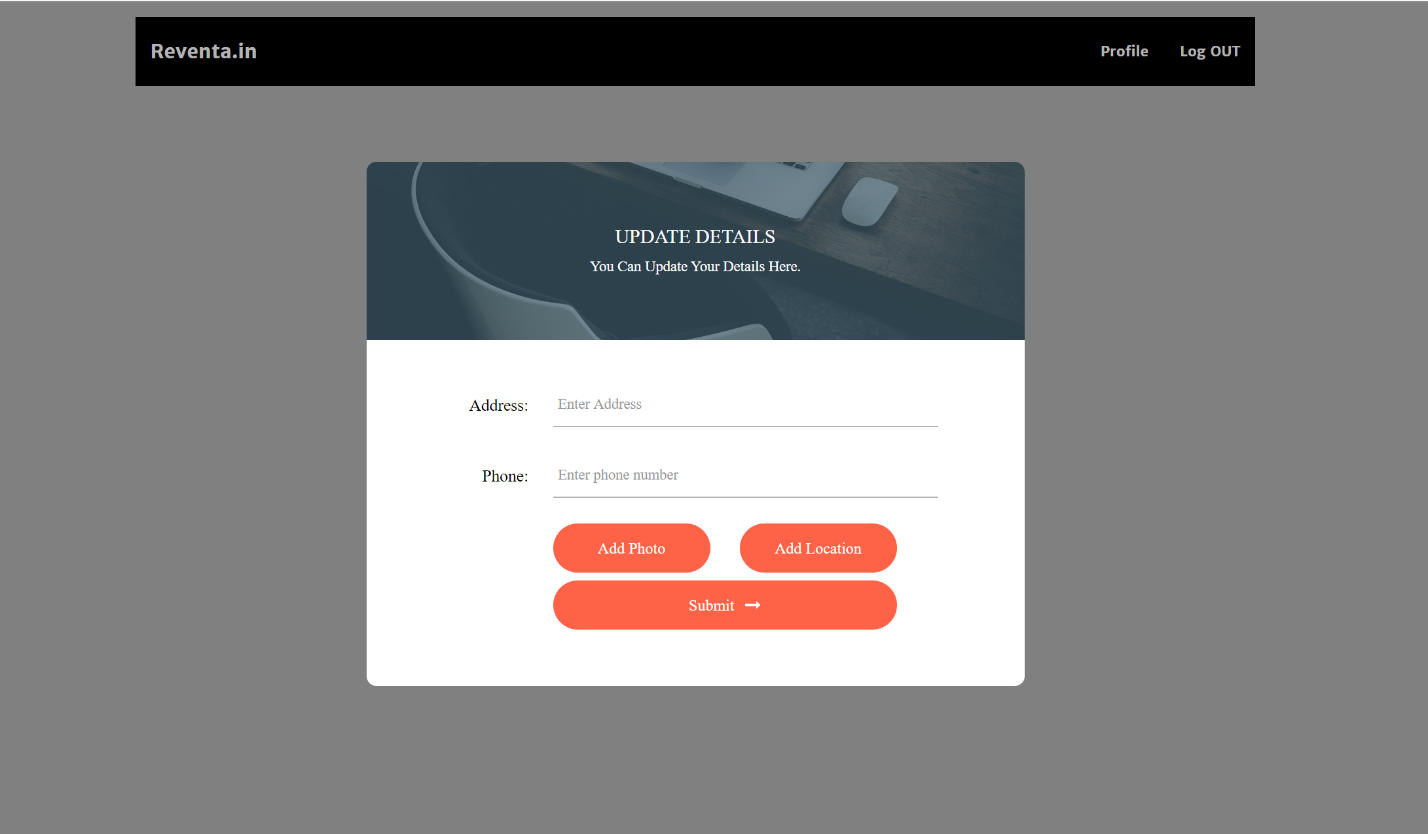 Reventa.in Profile Log OUT
UPDATE DETAILS
You Can Update Your Details Here.
Address: Enter Address
Phone: Enter phone number
Add Photo Add Location
Submit